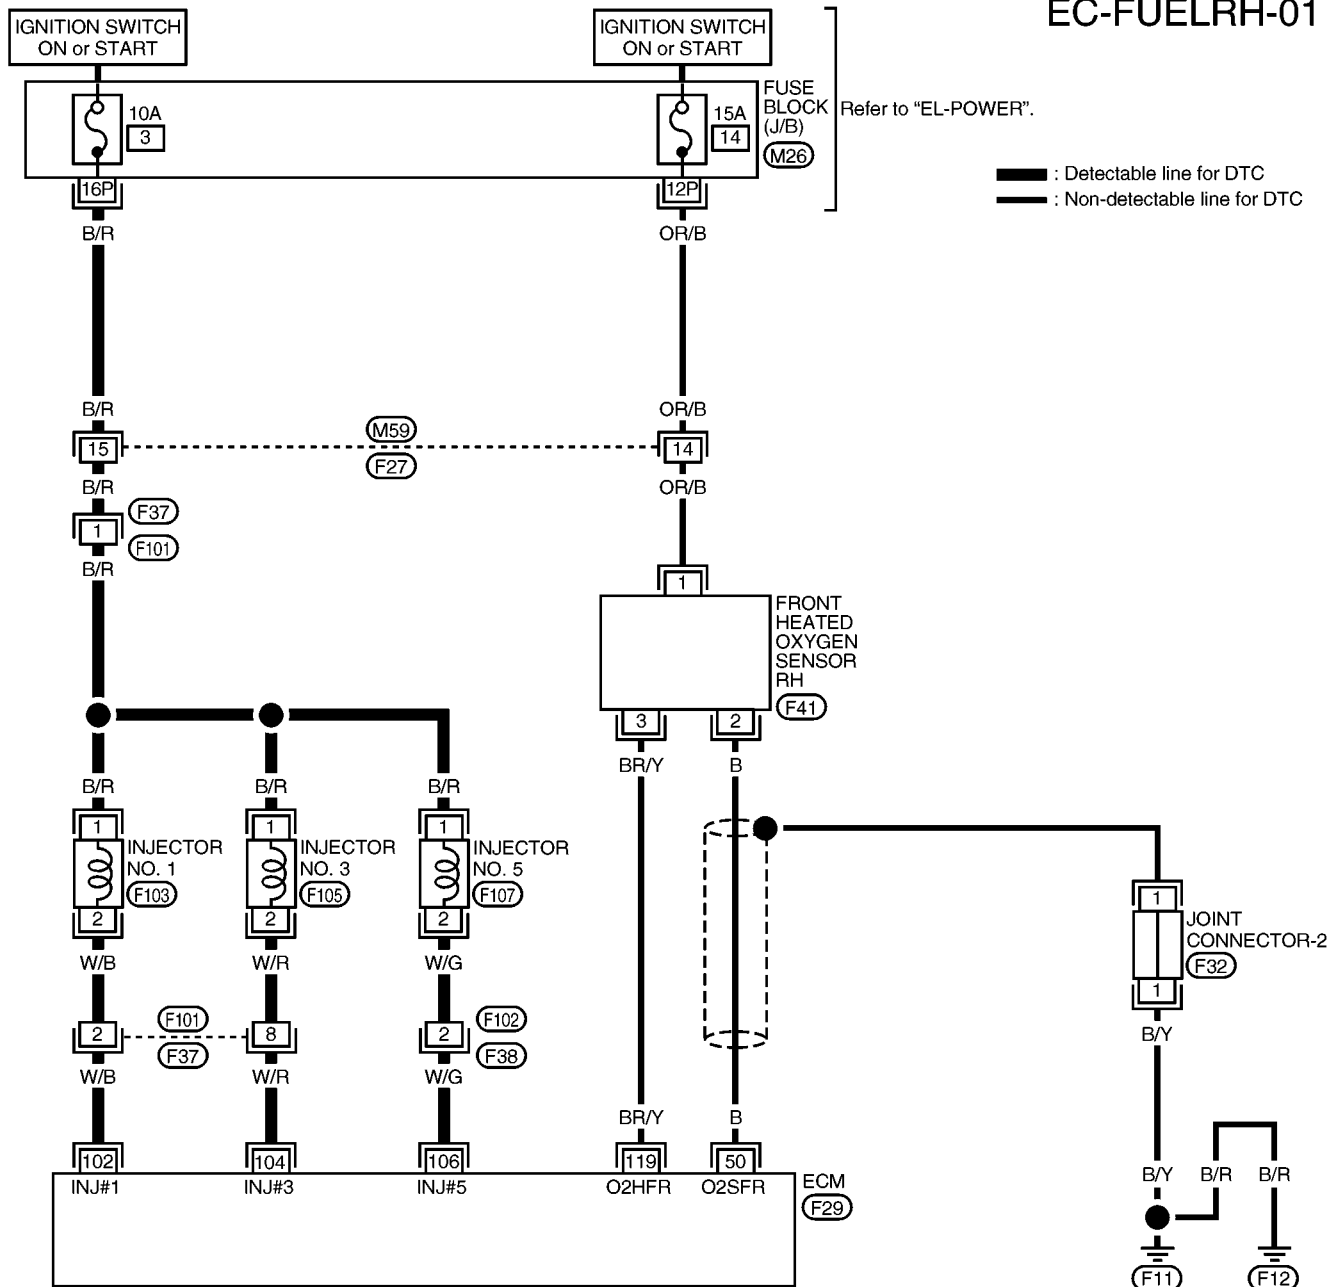 EC-FUELRH-01
IGNITION SWITCH
ON or START
IGNITION SWITCH
ON or START
10A
3
15A
14
FUSE
BLOCK
(J/B)
M26
Refer to “EL-POWER”.
: Detectable line for DTC
: Non-detectable line for DTC
16P
12P
B/R
OR/B
B/R
OR/B
M59
15
14
F27
B/R
OR/B
F37
1
F101
B/R
1
FRONT
HEATED
OXYGEN
SENSOR
RH
F41
3
2
BR/Y
B
B/R
B/R
B/R
1
INJECTOR
NO. 1
F103
2
1
INJECTOR
NO. 3
F105
2
1
INJECTOR
NO. 5
F107
2
1
JOINT
CONNECTOR-2
F32
1
W/B
W/R
W/G
F101
F102
2
8
2
F37
F38
B/Y
W/B
W/R
W/G
BR/Y
B
102
104
106
119
50
INJ#1
INJ#3
INJ#5
O2HFR
O2SFR
ECM
F29
B/Y
B/R
B/R
F11
F12